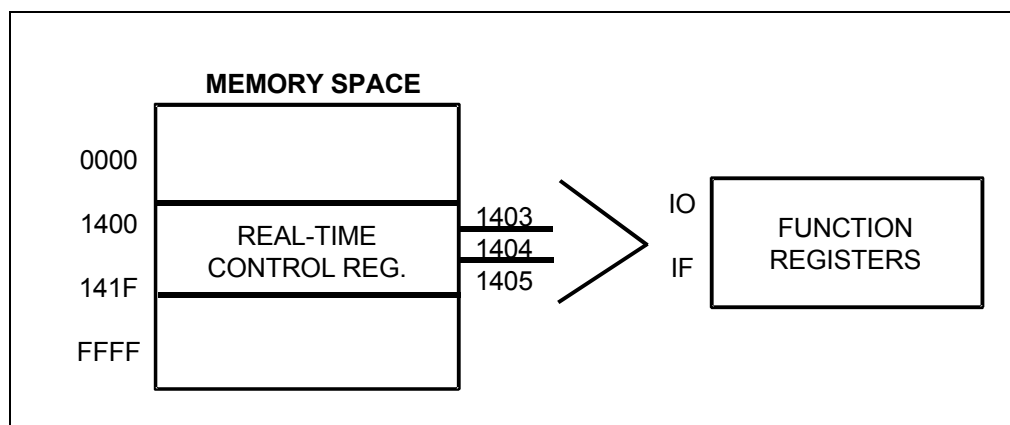 MEMORY SPACE
0000
1400
141F
FFFF
REAL-TIME
CONTROL REG.
1403
1404
1405
IO
IF
FUNCTION
REGISTERS